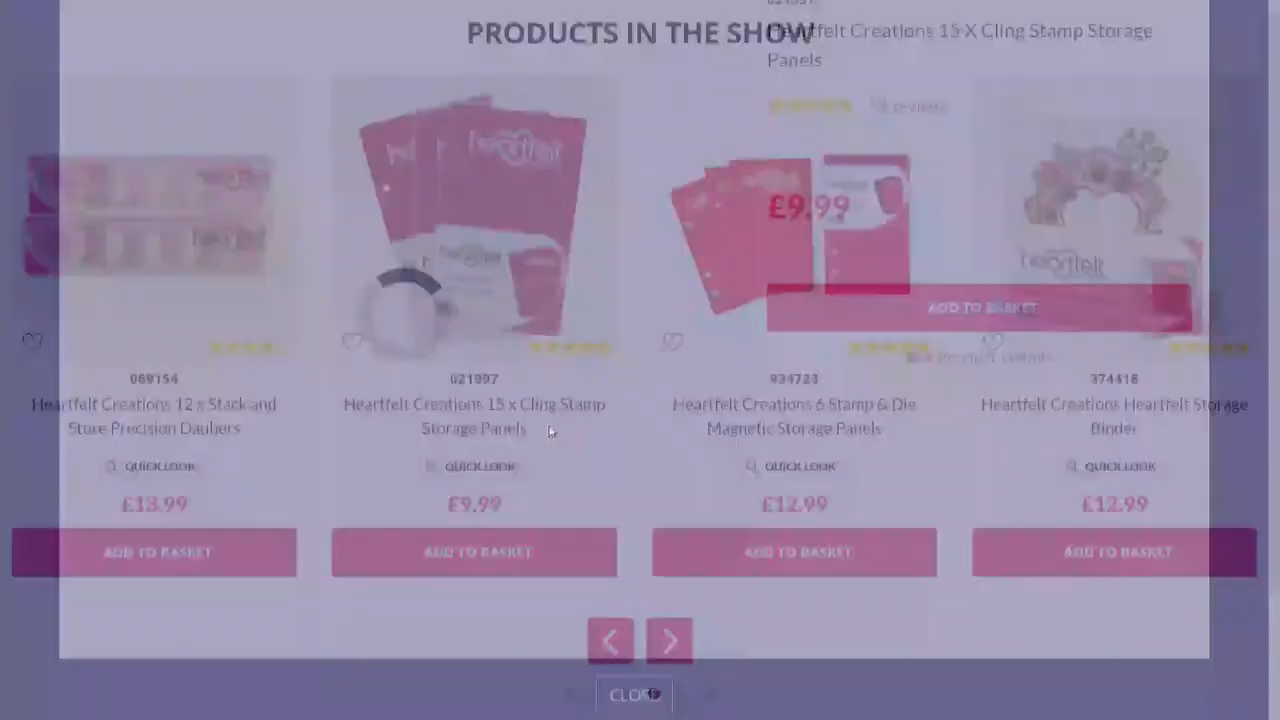 PRODUCTS IN THE SHOW
Heartfelt Creations 15 X Cling Stamp Storage
Panels
reviews
£9.99
ADD TO BASKET
heartfelt
heartfelt
069154
021997
934723
374418
Heartfelt Creations 12 x Stack and
Store Precision Daubers
Heartfelt Creations 15 x Cling Stamp
Storage Panels
Heartfelt Creations 6 Stamp & Die
Magnetic Storage Panels
Heartfelt Creations Heartfelt Storage
Binder
QUICK LOOK
QUICK LOOK
QUICK LOOK
QUICK LOOK
£13.99
£9.99
£12.99
£12.99
ADD TO BASKET
ADD TO BASKET
ADD TO BASKET
ADD TO BASKET
CLOSE